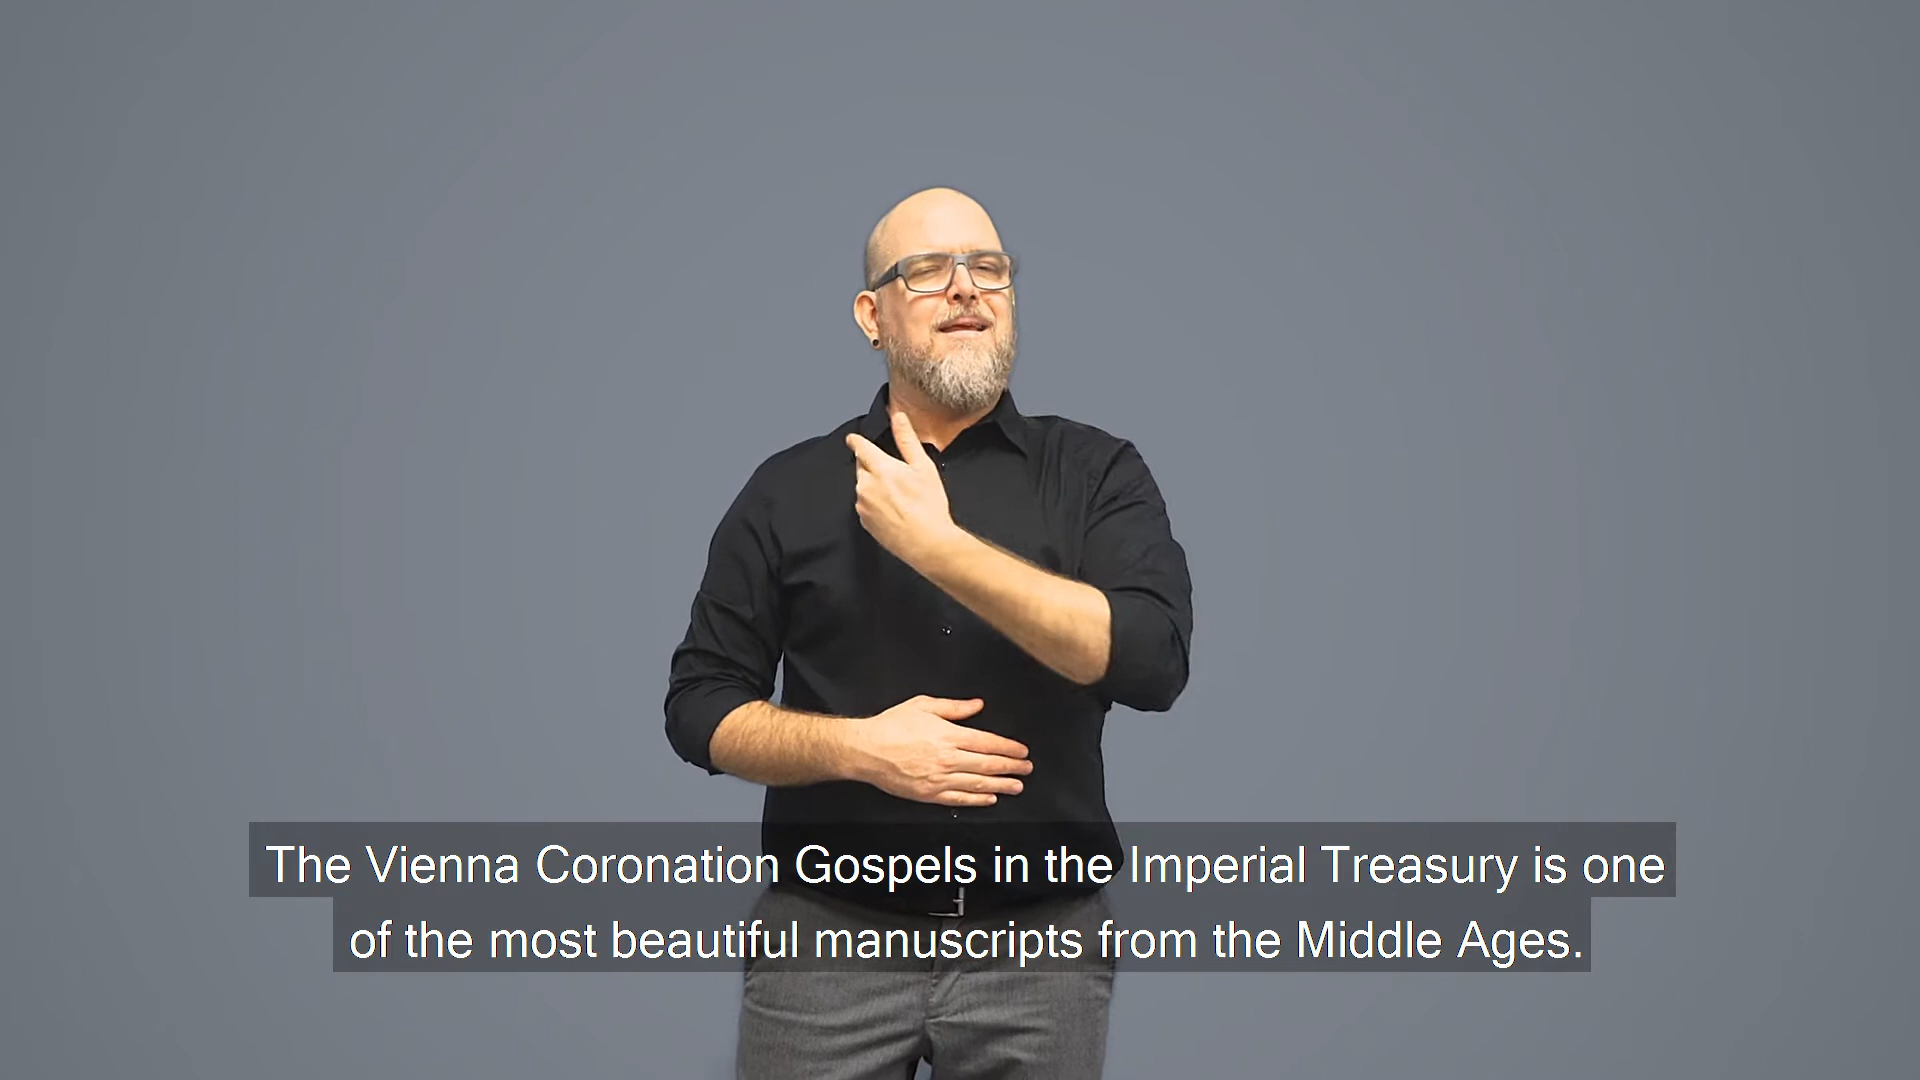 The Vienna Coronation Gospels in the Imperial Treasury is one
of the most beautiful manuscripts from the Middle Ages.